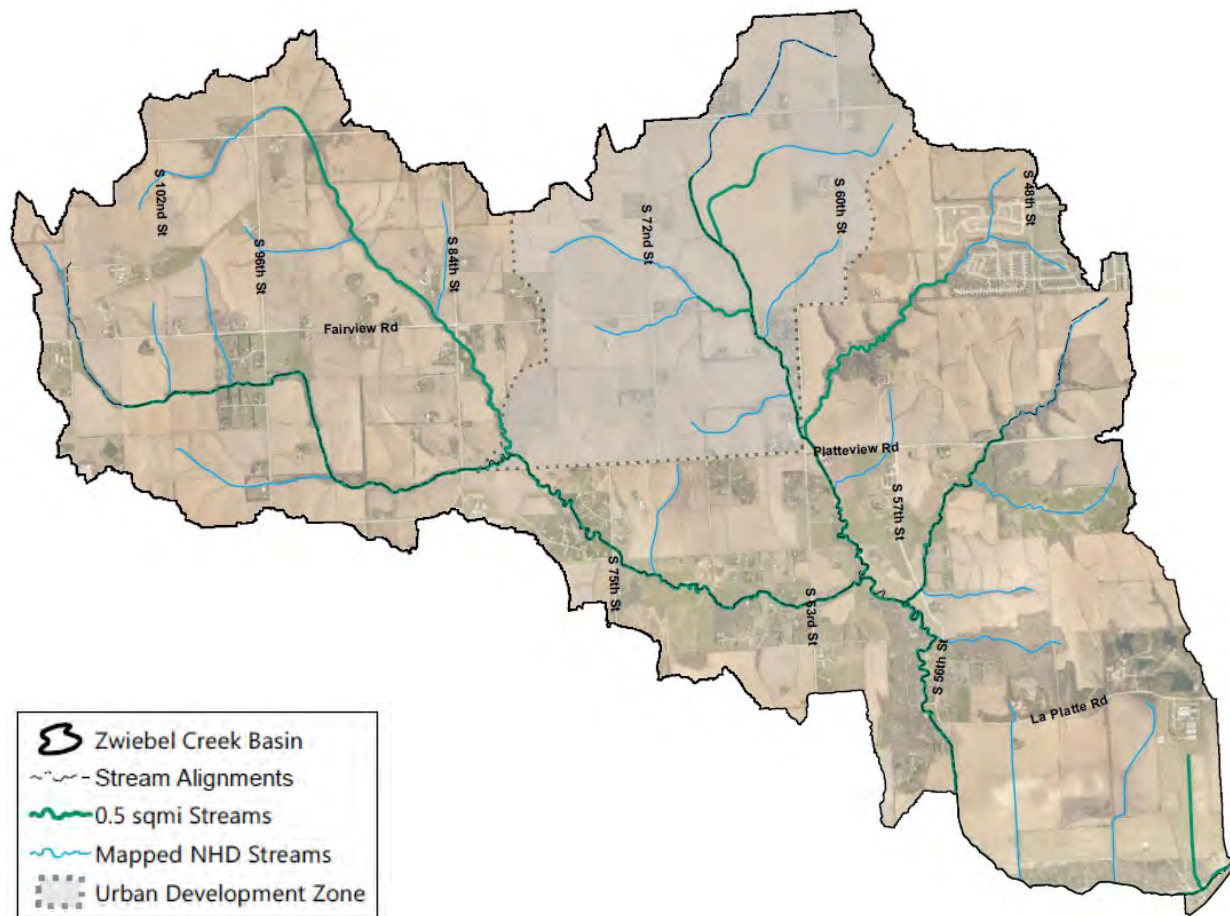 S 102nd St
S 96th St
S 84th St
S 72nd St
S 60th St
S 48th St
Fairview Rd
Platteview Rd
S 57th St
S 75th St
S 63rd St
S 56th St
La Platte Rd
Zwiebel Creek Basin
Stream Alignments
0.5 sqmi Streams
Mapped NHD Streams
Urban Development Zone